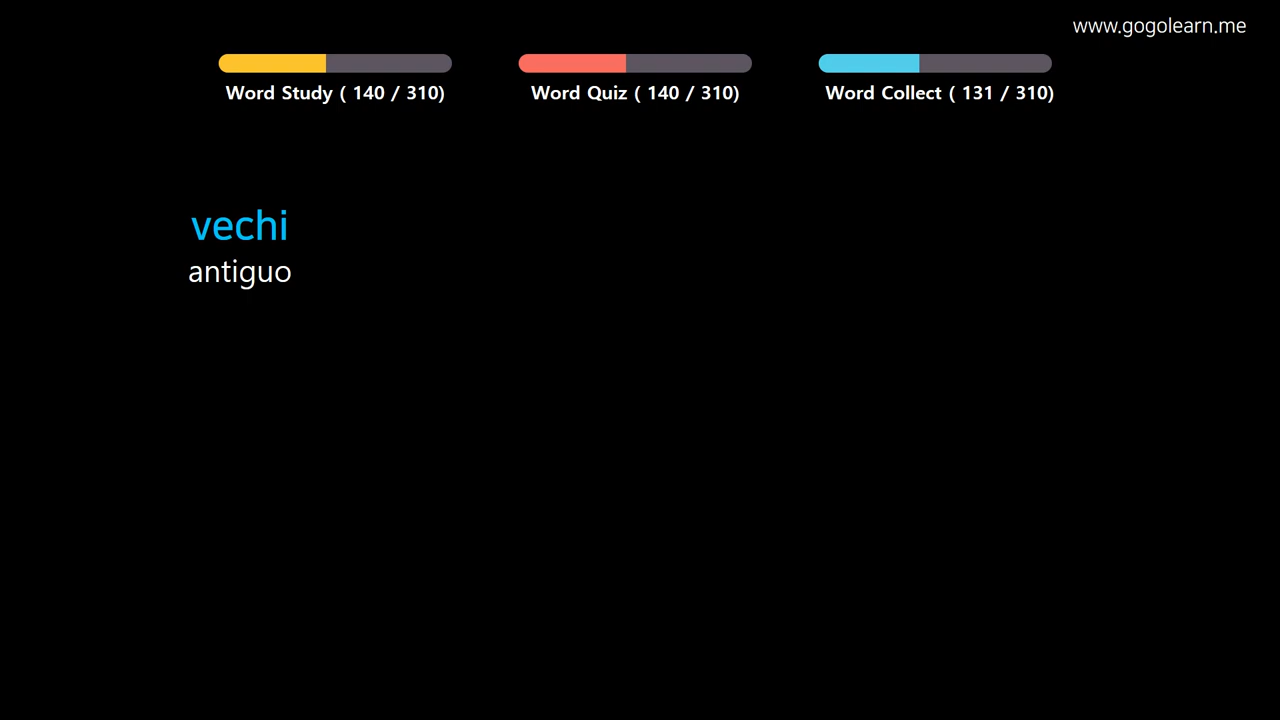 www.gogolearn.me
Word Study ( 140 / 310)
Word Quiz ( 140 / 310)
Word Collect ( 131 / 310)
vechi
antiguo